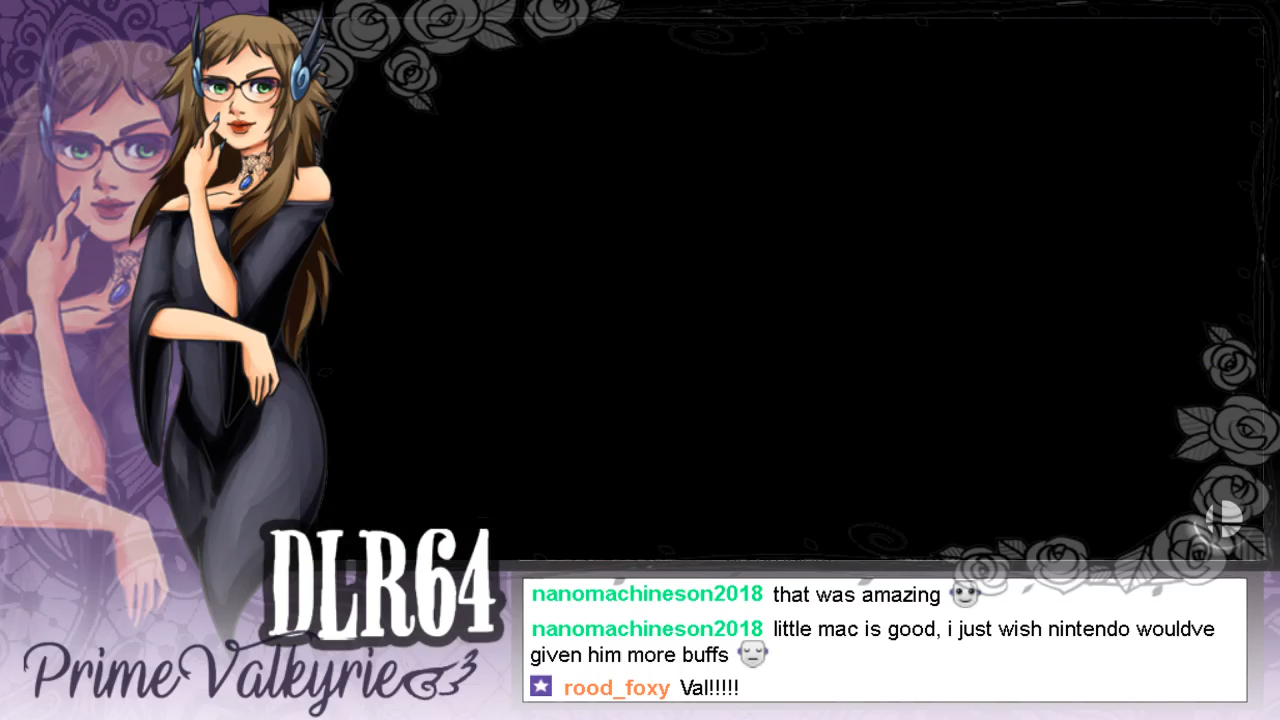 DLR64
PrimeValkyrie
nanomachineson2018 that was amazing
nanomachineson2018 little mac is good, i just wish nintendo wouldve
given him more buffs
rood_foxy Val!!!!!